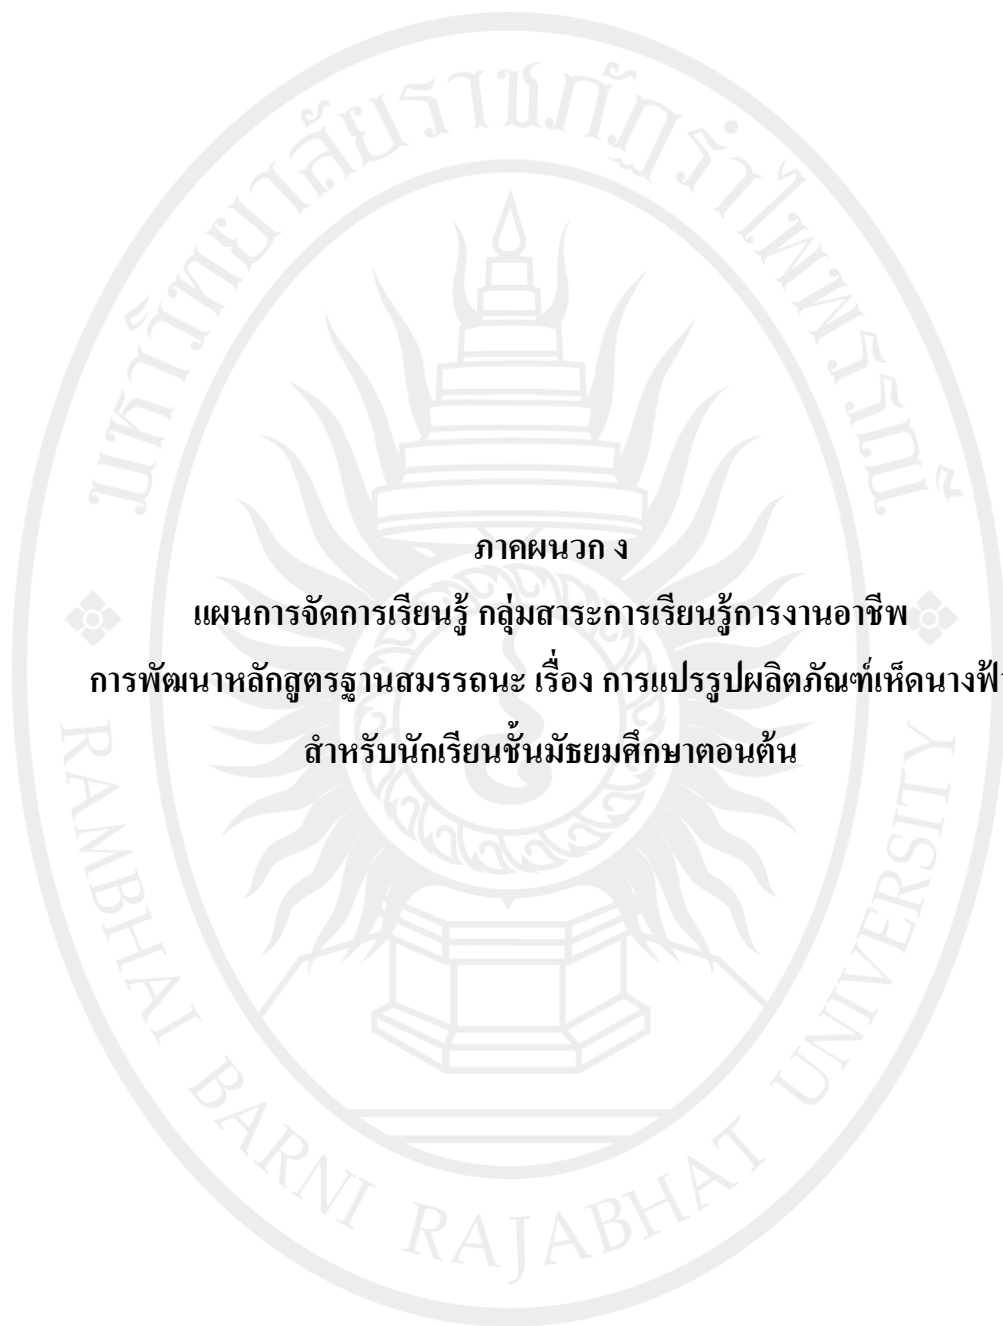 มหาวิทยาลัยราชภัฏรำไพพรรณี
ภาคผนวก ง
แผนการจัดการเรียนรู้ กลุ่มสาระการเรียนรู้การงานอาชีพ
การพัฒนาหลักสูตรฐานสมรรถนะ เรื่อง การแปรรูปผลิตภัณฑ์เห็ดนางฟ้า
สำหรับนักเรียนชั้นมัธยมศึกษาตอนต้น
RAMBHAI BARNI RAJABHAT UNIVERSITY